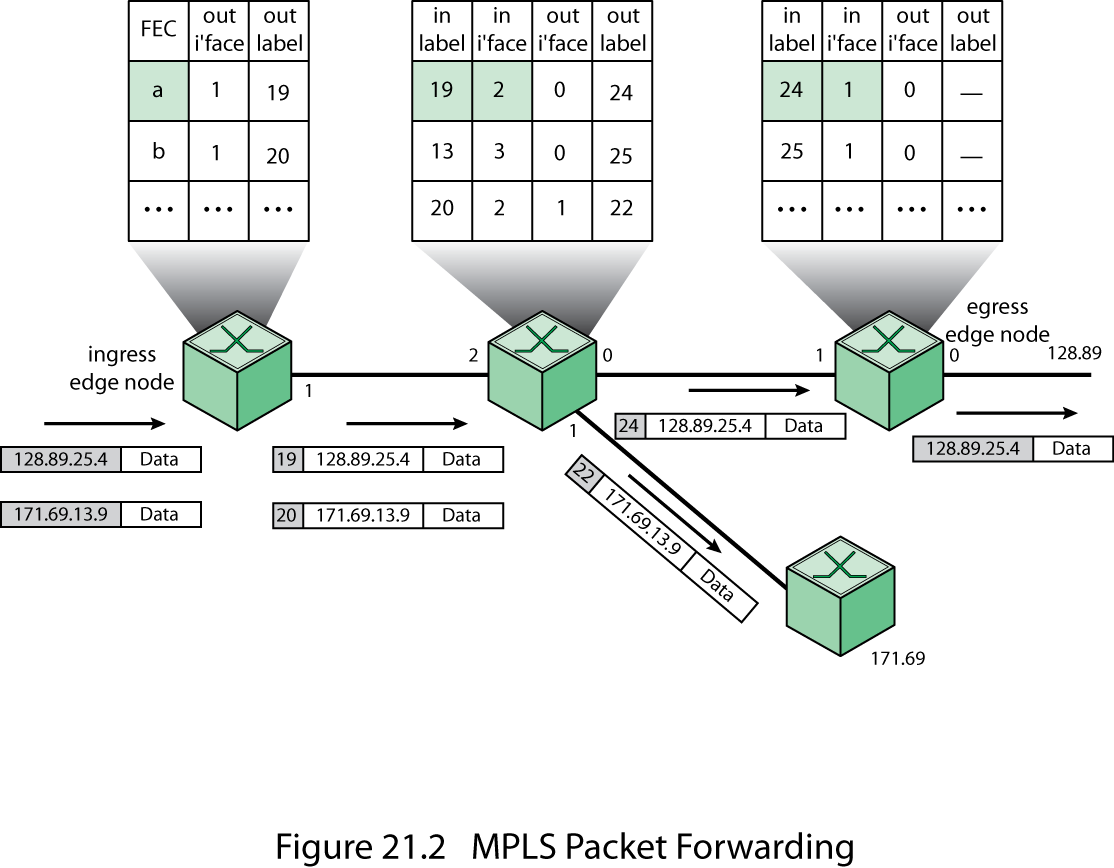 FEC out i'face out label
a 1 19
b 1 20
... ... ...
in label in i'face out i'face out label
19 2 0 24
13 3 0 25
20 2 1 22
in label in i'face out i'face out label
24 1 0 —
25 1 0 —
... ... ... ...
ingress
edge node
1
2
0
1
1
egress
edge node
0
128.89
128.89.25.4 Data
171.69.13.9 Data
19 128.89.25.4 Data
20 171.69.13.9 Data
24 128.89.25.4 Data
22 171.69.13.9 Data
128.89.25.4 Data
171.69
Figure 21.2 MPLS Packet Forwarding